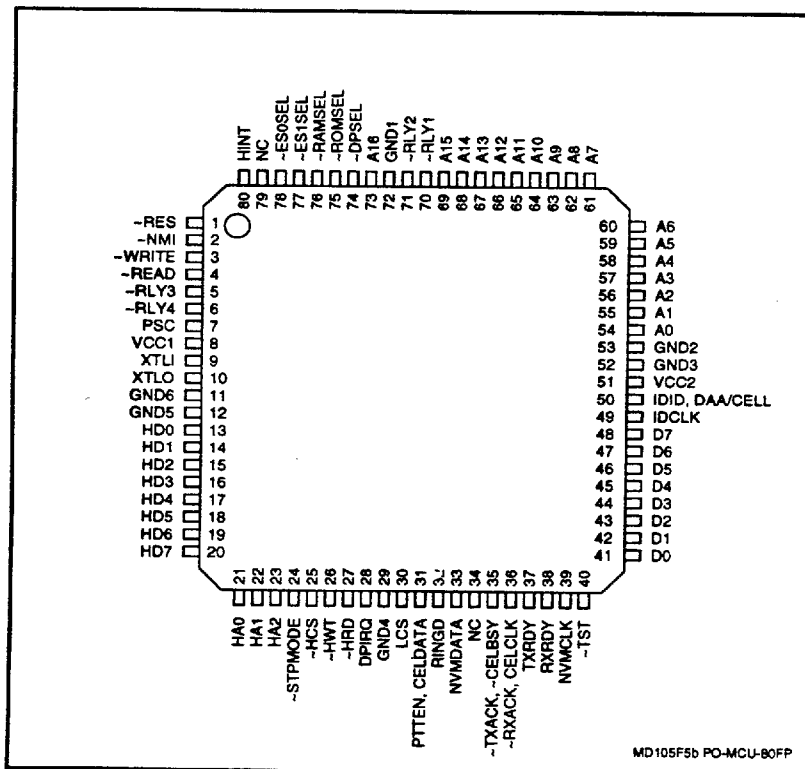 HINT
NC
~ES0SEL
~ES1SEL
~RAMSEL
~ROMSEL
~DPSEL
A16
GND1
~RLY2
~RLY1
A15
A14
A13
A12
A11
A10
A9
A8
A7
80 79 78 77 76 75 74 73 72 71 70 69 68 67 66 65 64 63 62 61
~RES 1
~NMI 2
~WRITE 3
~READ 4
~RLY3 5
~RLY4 6
PSC 7
VCC1 8
XTLI 9
XTLO 10
GND6 11
GND5 12
HD0 13
HD1 14
HD2 15
HD3 16
HD4 17
HD5 18
HD6 19
HD7 20
60 A6
59 A5
58 A4
57 A3
56 A2
55 A1
54 A0
53 GND2
52 GND3
51 VCC2
50 IDID, DAA/CELL
49 IDCLK
48 D7
47 D6
46 D5
45 D4
44 D3
43 D2
42 D1
41 D0
21 22 23 24 25 26 27 28 29 30 31 33 34 35 36 37 38 39 40
HA0
HA1
HA2
~STPMODE
~HCS
~HWT
~HRD
DPIRQ
GND4
LCS
PTTEN, CELDATA
RINGD
NVMDATA
NC
~TXACK, ~CELBSY
~RXACK, CELCLK
TXRDY
RXRDY
NVMCLK
~TST
MD105F5b PO-MCU-80FP